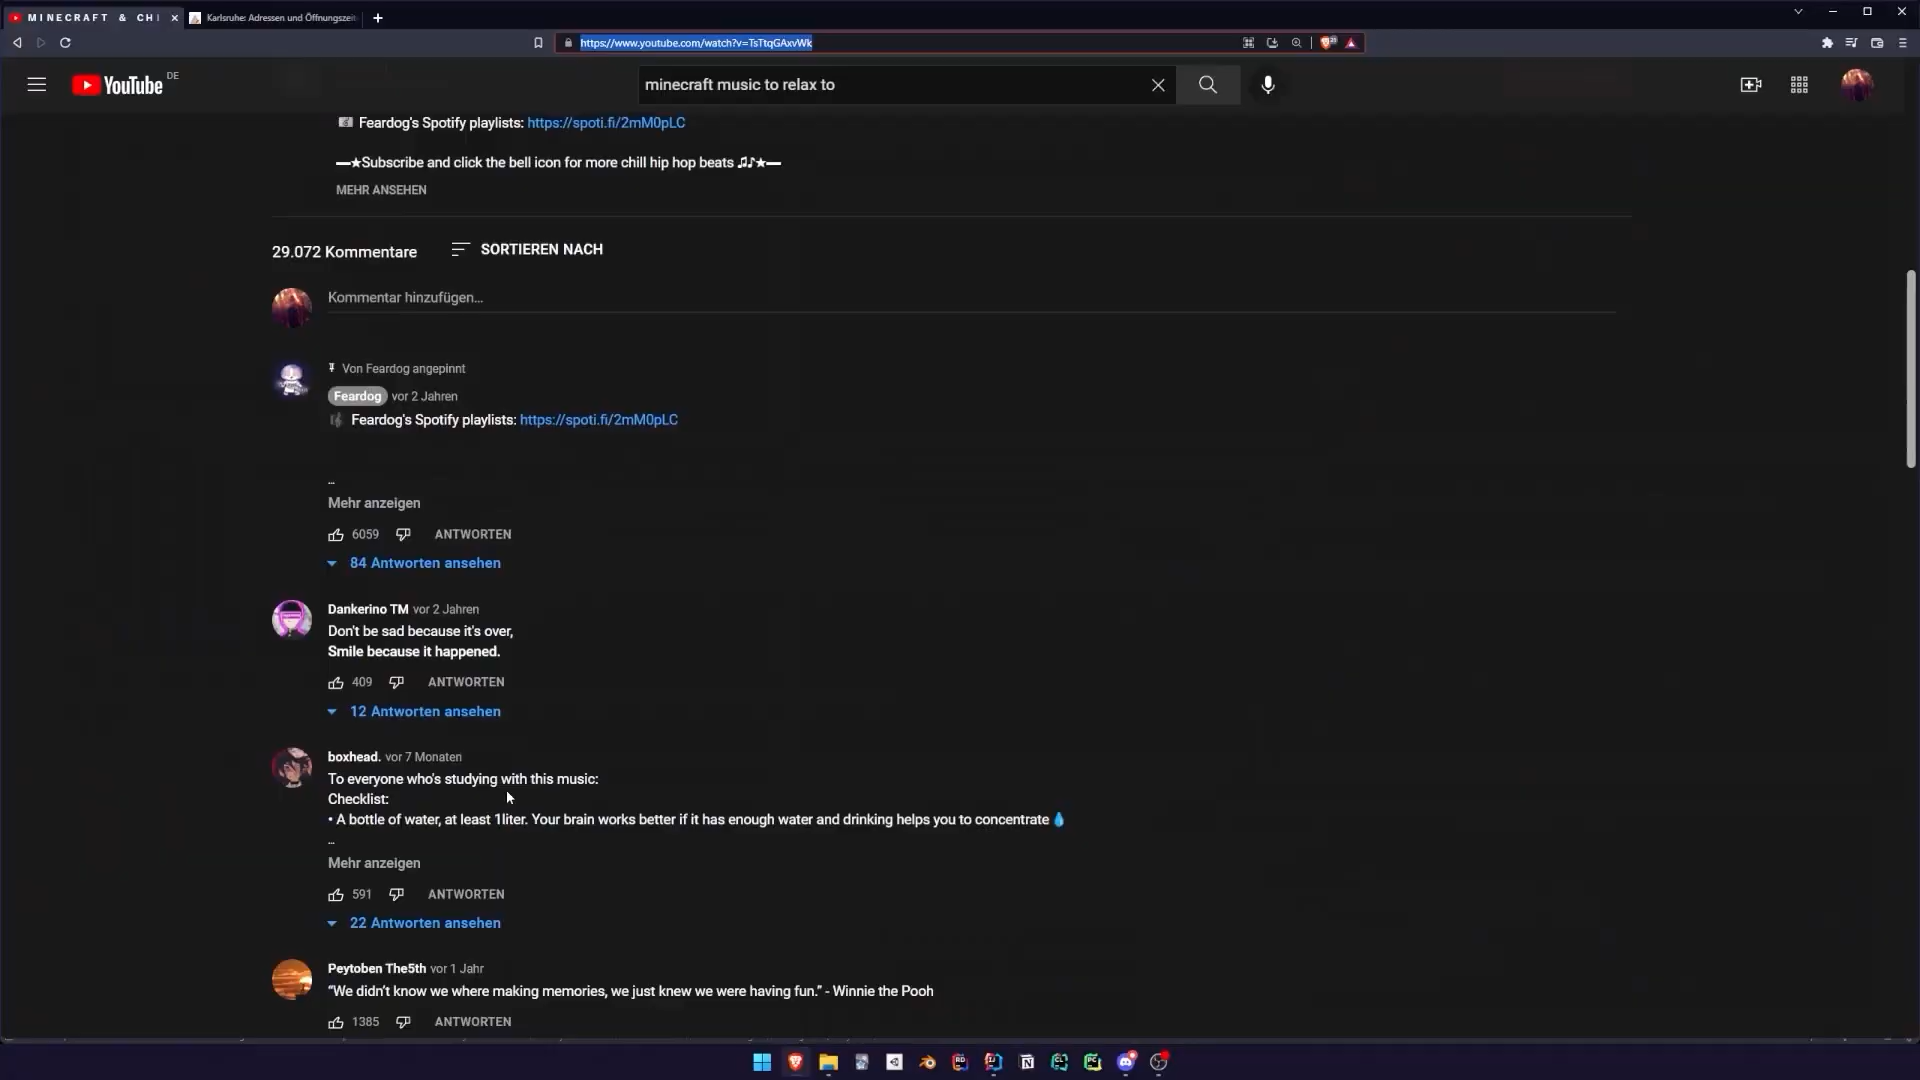 MINECRAFT & CHI
Karlsruhe: Adressen und Öffnungszeit
https://www.youtube.com/watch?v=TsTtqGAxvWk
YouTube DE
minecraft music to relax to
Feardog's Spotify playlists: https://spoti.fi/2mM0pLC
▬★Subscribe and click the bell icon for more chill hip hop beats ♫♪★▬
MEHR ANSEHEN
29.072 Kommentare
SORTIEREN NACH
Kommentar hinzufügen...
Von Feardog angepinnt
Feardog vor 2 Jahren
Feardog's Spotify playlists: https://spoti.fi/2mM0pLC
...
Mehr anzeigen
6059 ANTWORTEN
84 Antworten ansehen
Dankerino TM vor 2 Jahren
Don't be sad because it's over,
Smile because it happened.
409 ANTWORTEN
12 Antworten ansehen
boxhead. vor 7 Monaten
To everyone who's studying with this music:
Checklist:
• A bottle of water, at least 1liter. Your brain works better if it has enough water and drinking helps you to concentrate 💧
...
Mehr anzeigen
591 ANTWORTEN
22 Antworten ansehen
Peytoben The5th vor 1 Jahr
“We didn’t know we where making memories, we just knew we were having fun.” - Winnie the Pooh
1385 ANTWORTEN